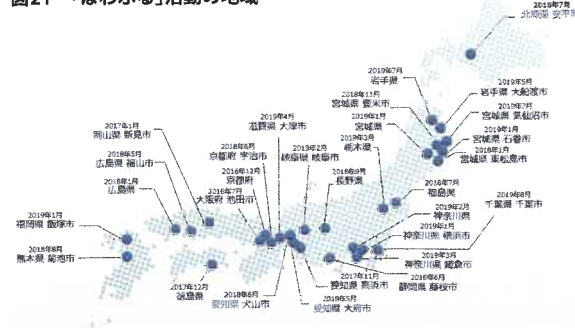 図21 「ほわぶる」活動の地域
2018年7月
北海道 安平町
2019年7月
岩手県
2019年5月
岩手県 大船渡市
2018年11月
宮城県 登米市
2019年7月
宮城県 気仙沼市
2019年1月
宮城県
2019年1月
宮城県 石巻市
2018年1月
宮城県 東松島市
2019年3月
栃木県
2019年4月
滋賀県 大津市
2017年1月
岡山県 新見市
2018年6月
京都府 宇治市
2019年2月
岐阜県 岐阜市
2018年5月
広島県 福山市
2016年12月
京都府
2018年9月
長野県
2018年1月
広島県
2016年7月
大阪府 池田市
2016年7月
福島県
2019年8月
千葉県 千葉市
2019年1月
福岡県 飯塚市
2019年2月
神奈川県
2019年1月
神奈川県 横浜市
2018年8月
熊本県 菊池市
2019年3月
神奈川県 鎌倉市
2017年12月
徳島県
2018年8月
愛知県 犬山市
2017年11月
愛知県 高浜市
2019年5月
愛知県 大府市
2016年6月
静岡県 藤枝市